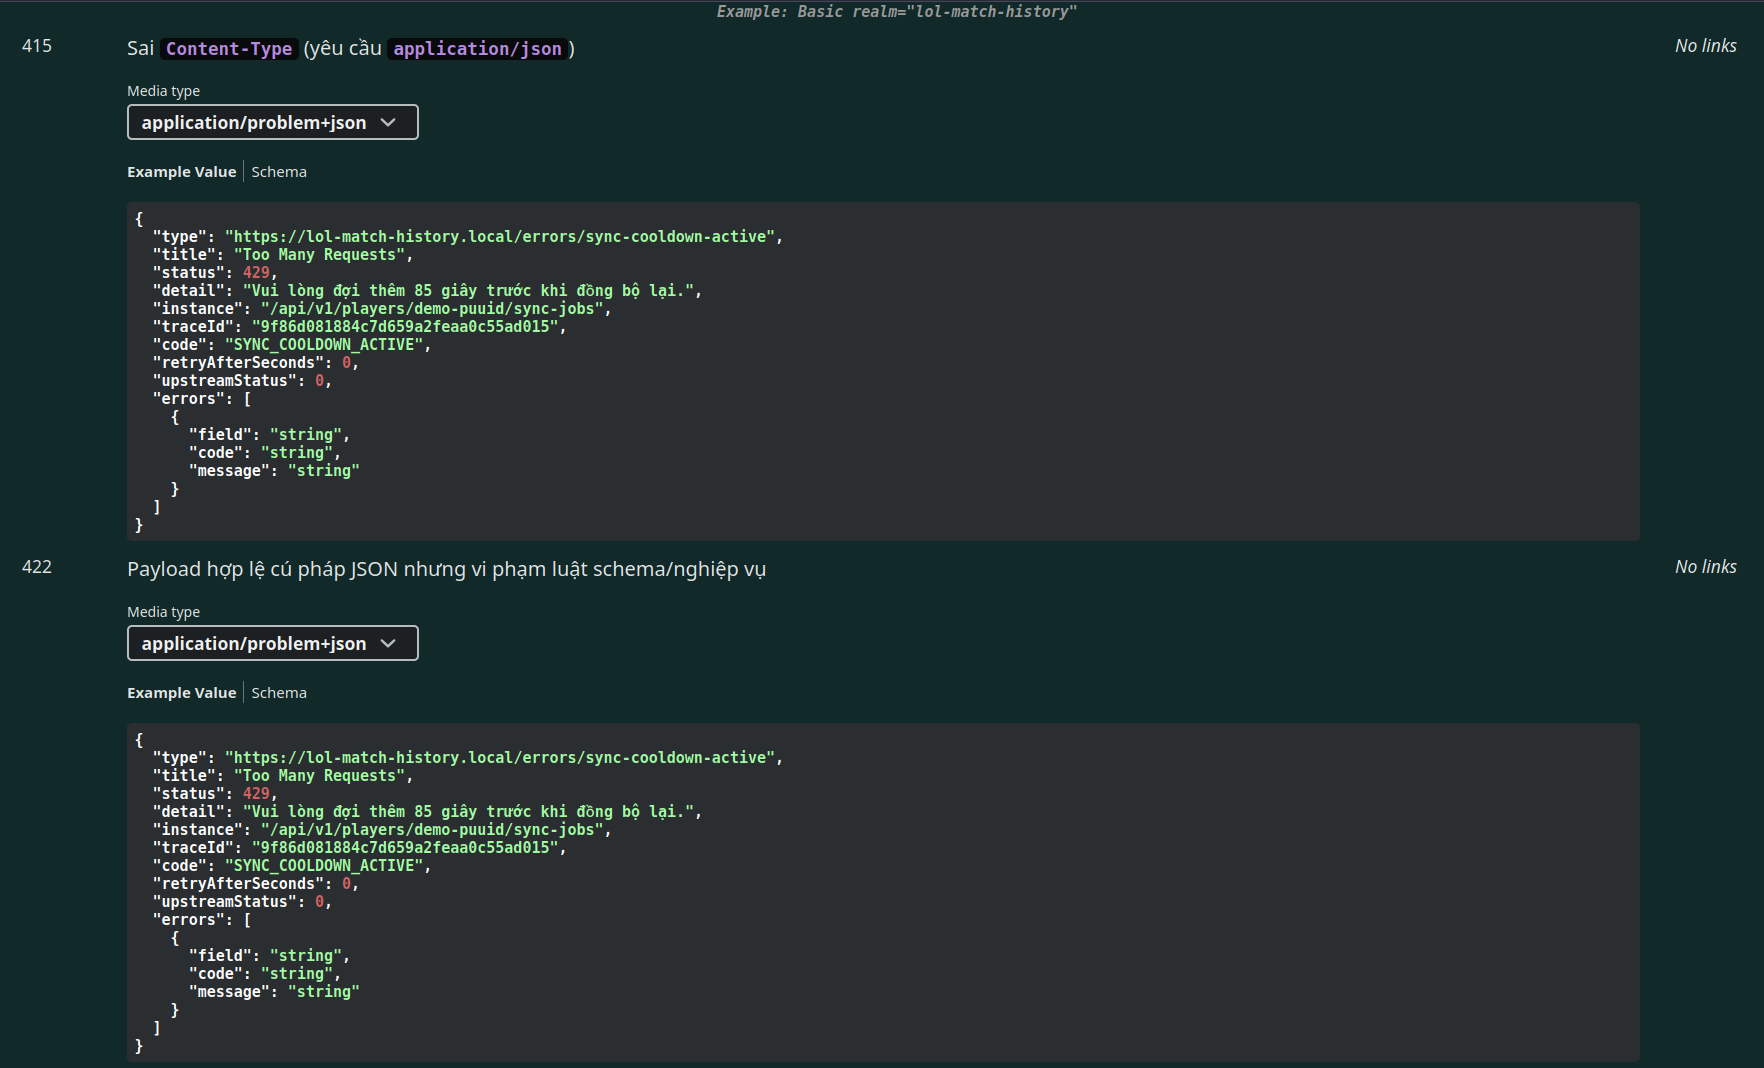 Example: Basic realm="lol-match-history"
415 Sai Content-Type (yêu cầu application/json) No links
Media type
application/problem+json
Example Value Schema
{
  "type": "https://lol-match-history.local/errors/sync-cooldown-active",
  "title": "Too Many Requests",
  "status": 429,
  "detail": "Vui lòng đợi thêm 85 giây trước khi đồng bộ lại.",
  "instance": "/api/v1/players/demo-puuid/sync-jobs",
  "traceId": "9f86d081884c7d659a2feaa0c55ad015",
  "code": "SYNC_COOLDOWN_ACTIVE",
  "retryAfterSeconds": 0,
  "upstreamStatus": 0,
  "errors": [
    {
      "field": "string",
      "code": "string",
      "message": "string"
    }
  ]
}
422 Payload hợp lệ cú pháp JSON nhưng vi phạm luật schema/nghiệp vụ No links
Media type
application/problem+json
Example Value Schema
{
  "type": "https://lol-match-history.local/errors/sync-cooldown-active",
  "title": "Too Many Requests",
  "status": 429,
  "detail": "Vui lòng đợi thêm 85 giây trước khi đồng bộ lại.",
  "instance": "/api/v1/players/demo-puuid/sync-jobs",
  "traceId": "9f86d081884c7d659a2feaa0c55ad015",
  "code": "SYNC_COOLDOWN_ACTIVE",
  "retryAfterSeconds": 0,
  "upstreamStatus": 0,
  "errors": [
    {
      "field": "string",
      "code": "string",
      "message": "string"
    }
  ]
}